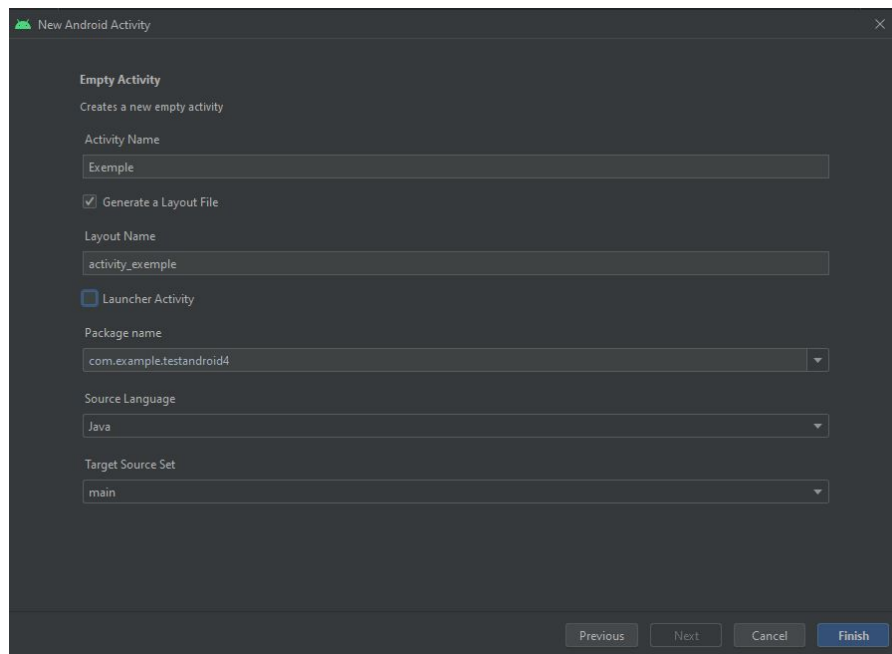 New Android Activity
Empty Activity
Creates a new empty activity
Activity Name
Exemple
Generate a Layout File
Layout Name
activity_exemple
Launcher Activity
Package name
com.example.testandroid4
Source Language
Java
Target Source Set
main
Previous Next Cancel Finish